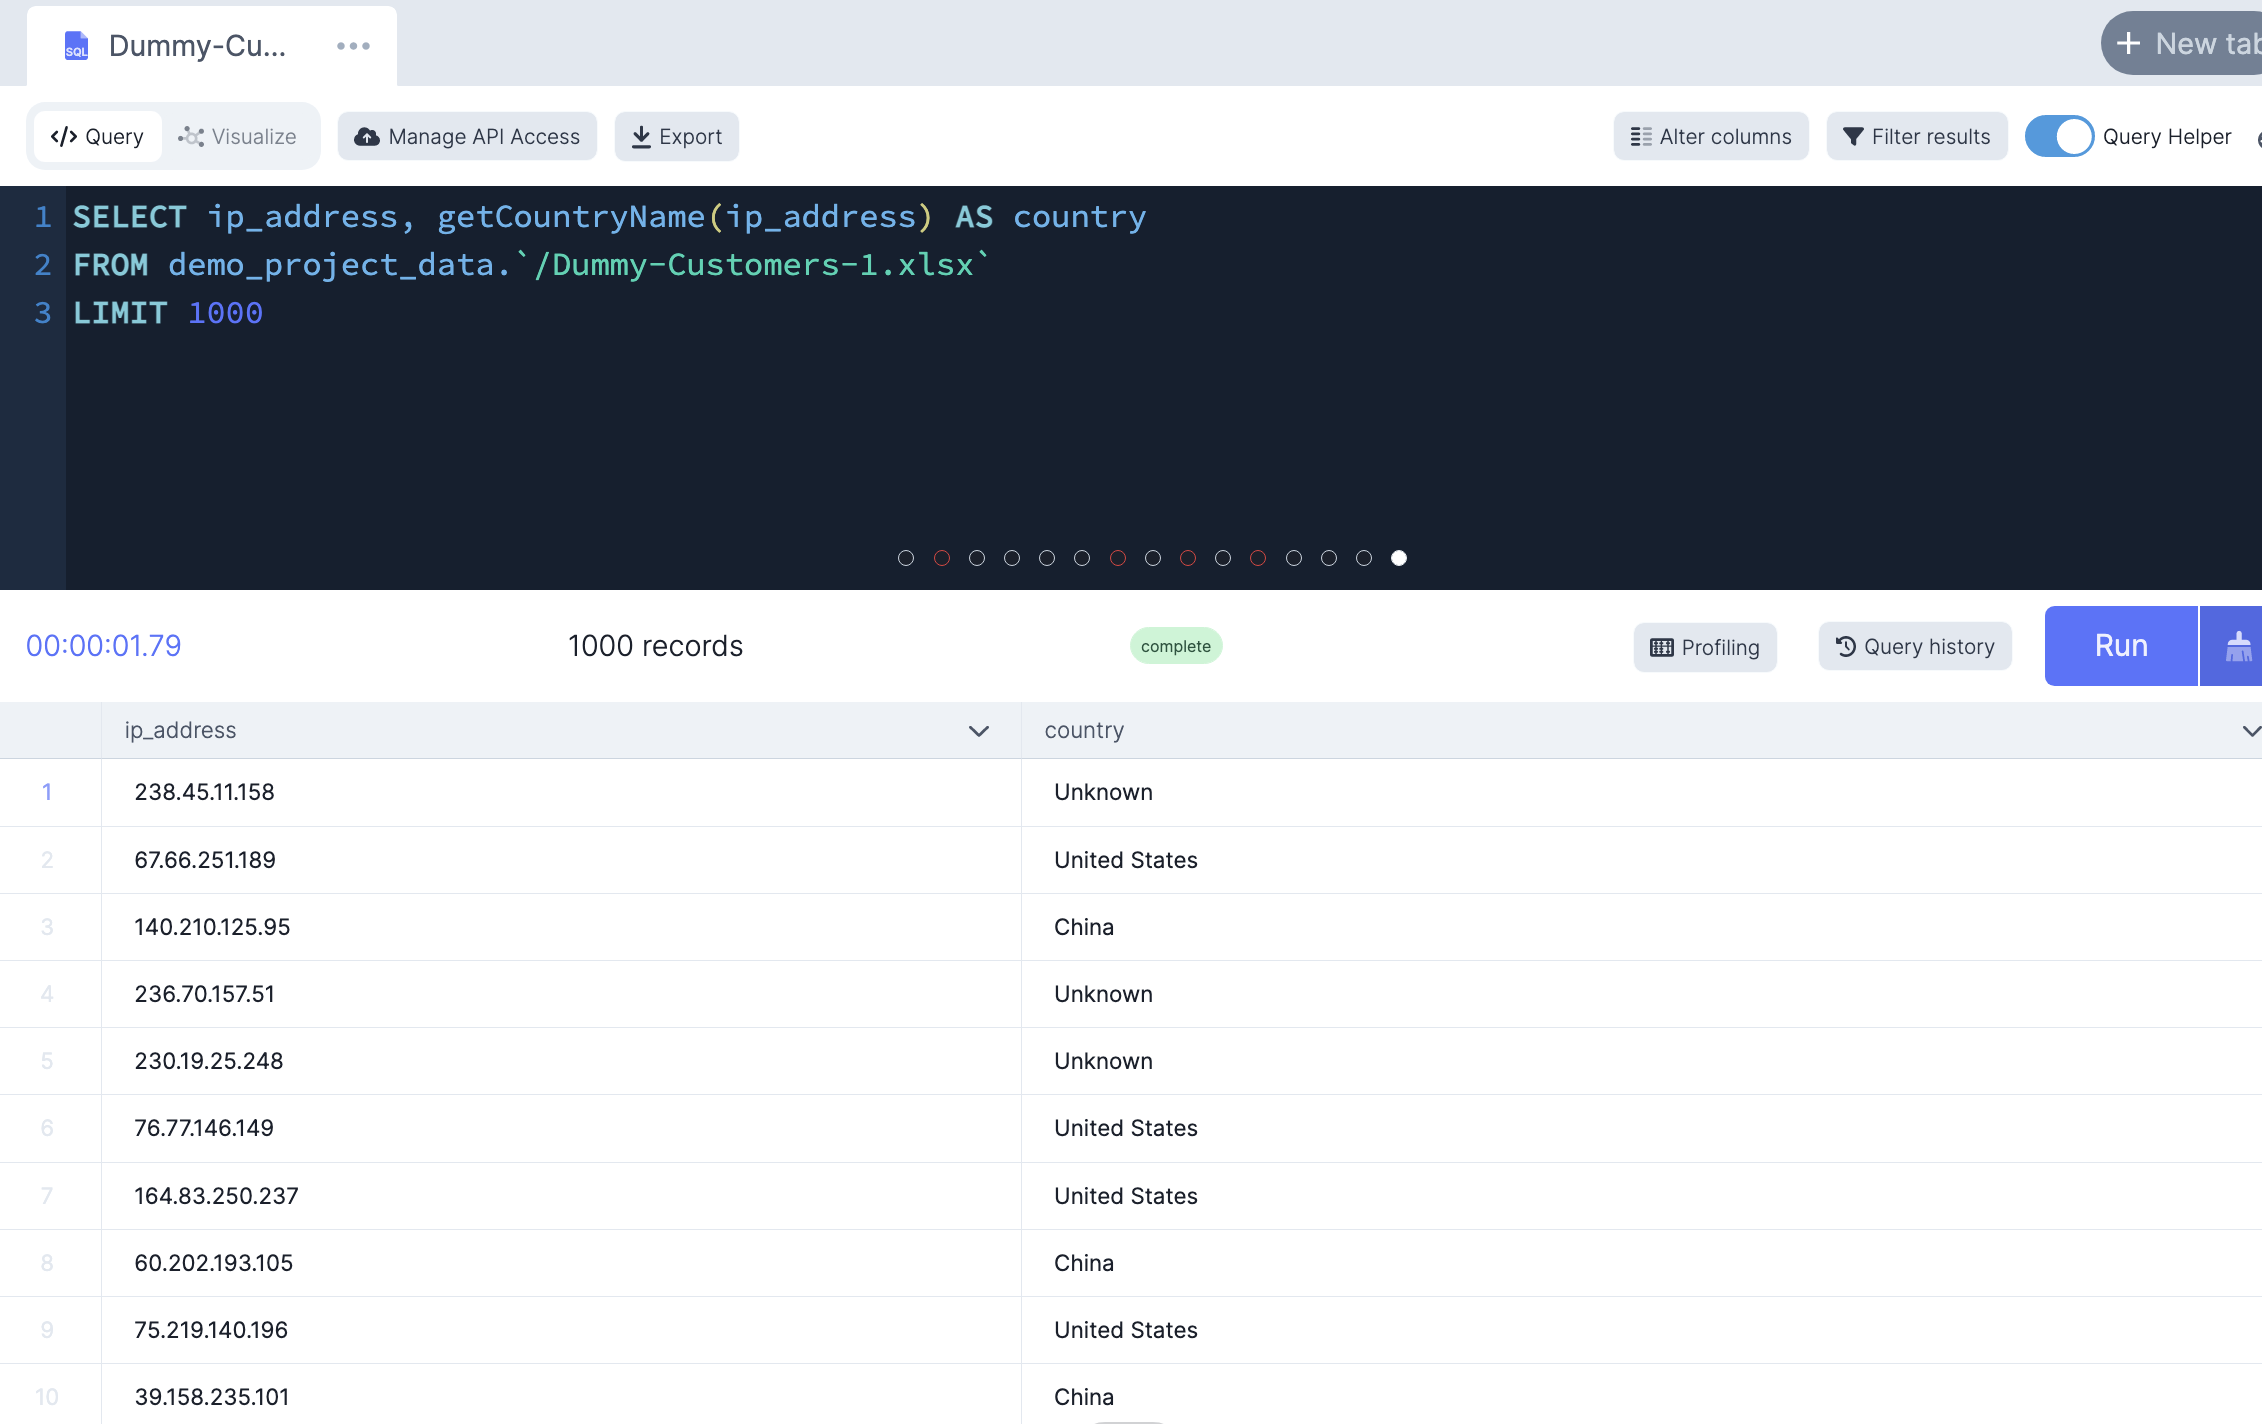 SQL Dummy-Cu... •••
+ New tab
</> Query Visualize Manage API Access Export Alter columns Filter results Query Helper
1 SELECT ip_address, getCountryName(ip_address) AS country
2 FROM demo_project_data.`/Dummy-Customers-1.xlsx`
3 LIMIT 1000
00:00:01.79 1000 records complete Profiling Query history Run
ip_address country
1 238.45.11.158 Unknown
2 67.66.251.189 United States
3 140.210.125.95 China
4 236.70.157.51 Unknown
5 230.19.25.248 Unknown
6 76.77.146.149 United States
7 164.83.250.237 United States
8 60.202.193.105 China
9 75.219.140.196 United States
10 39.158.235.101 China